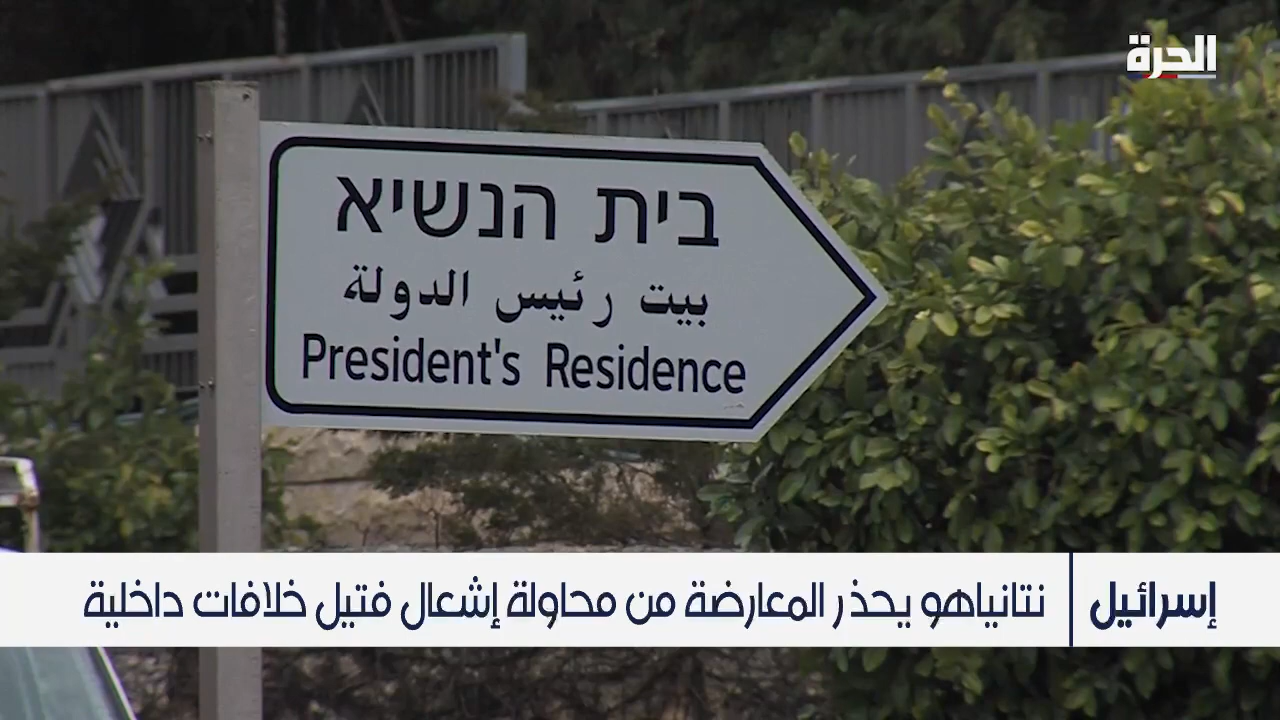 الحرة
בית הנשיא
بيت رئيس الدولة
President's Residence
إسرائيل
نتانياهو يحذر المعارضة من محاولة إشعال فتيل خلافات داخلية